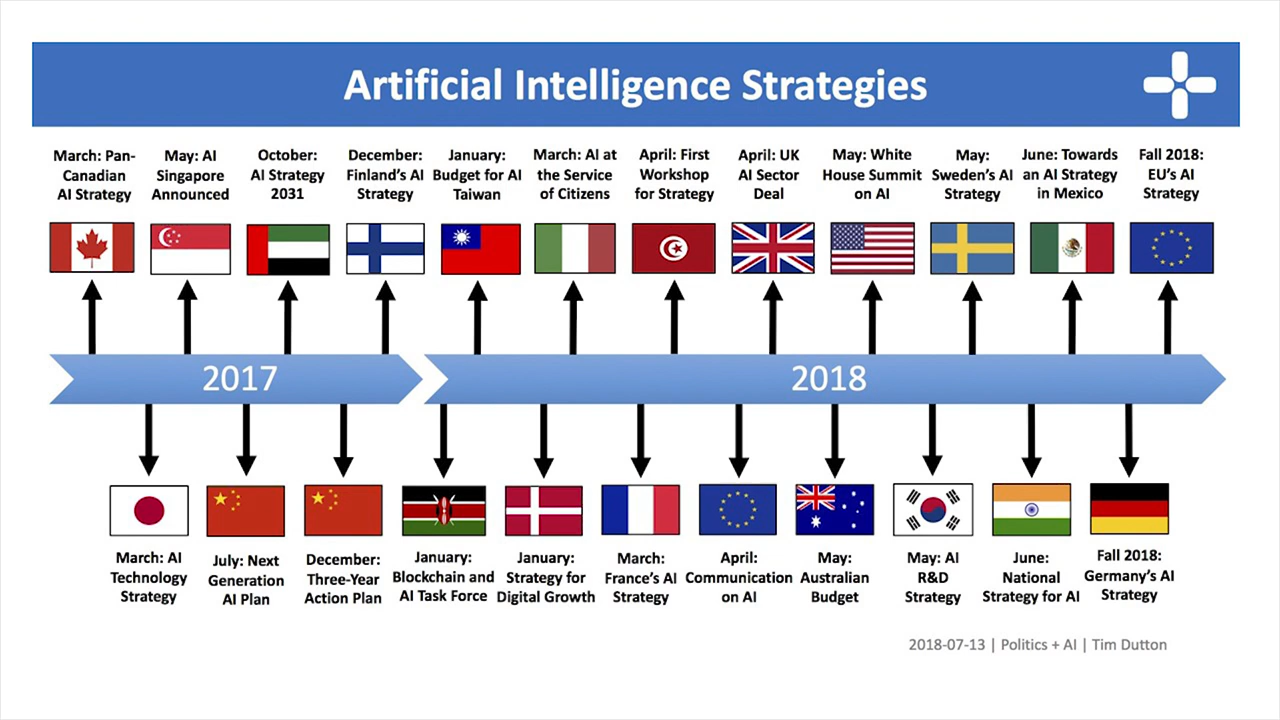 Artificial Intelligence Strategies
March: Pan-
Canadian
AI Strategy
May: AI
Singapore
Announced
October:
AI Strategy
2031
December:
Finland's AI
Strategy
January:
Budget for AI
Taiwan
March: AI at
the Service
of Citizens
April: First
Workshop
for Strategy
April: UK
AI Sector
Deal
May: White
House Summit
on AI
May:
Sweden's AI
Strategy
June: Towards
an AI Strategy
in Mexico
Fall 2018:
EU's AI
Strategy
2017
2018
March: AI
Technology
Strategy
July: Next
Generation
AI Plan
December:
Three-Year
Action Plan
January:
Blockchain and
AI Task Force
January:
Strategy for
Digital Growth
March:
France's AI
Strategy
April:
Communication
on AI
May:
Australian
Budget
May: AI
R&D
Strategy
June:
National
Strategy for AI
Fall 2018:
Germany's AI
Strategy
2018-07-13 | Politics + AI | Tim Dutton